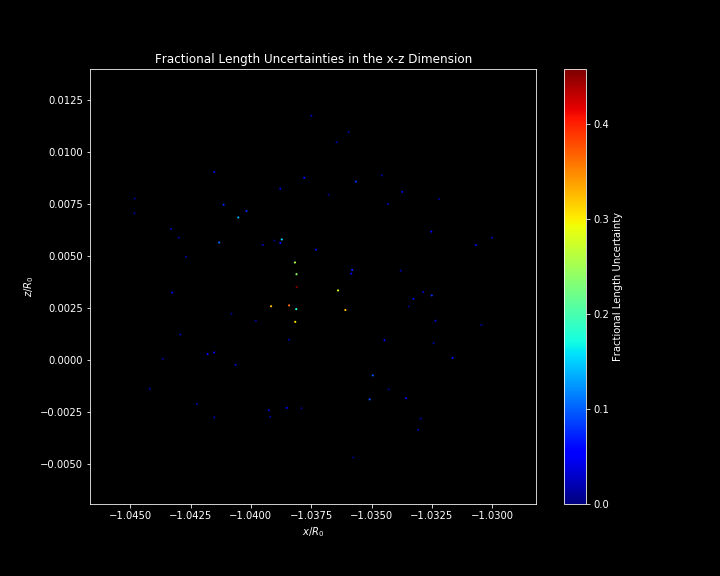 Fractional Length Uncertainties in the x-z Dimension
0.0125
0.0100
0.0075
0.0050
0.0025
0.0000
−0.0025
−0.0050
z/R₀
−1.0450 −1.0425 −1.0400 −1.0375 −1.0350 −1.0325 −1.0300
x/R₀
0.4
0.3
0.2
0.1
0.0
Fractional Length Uncertainty